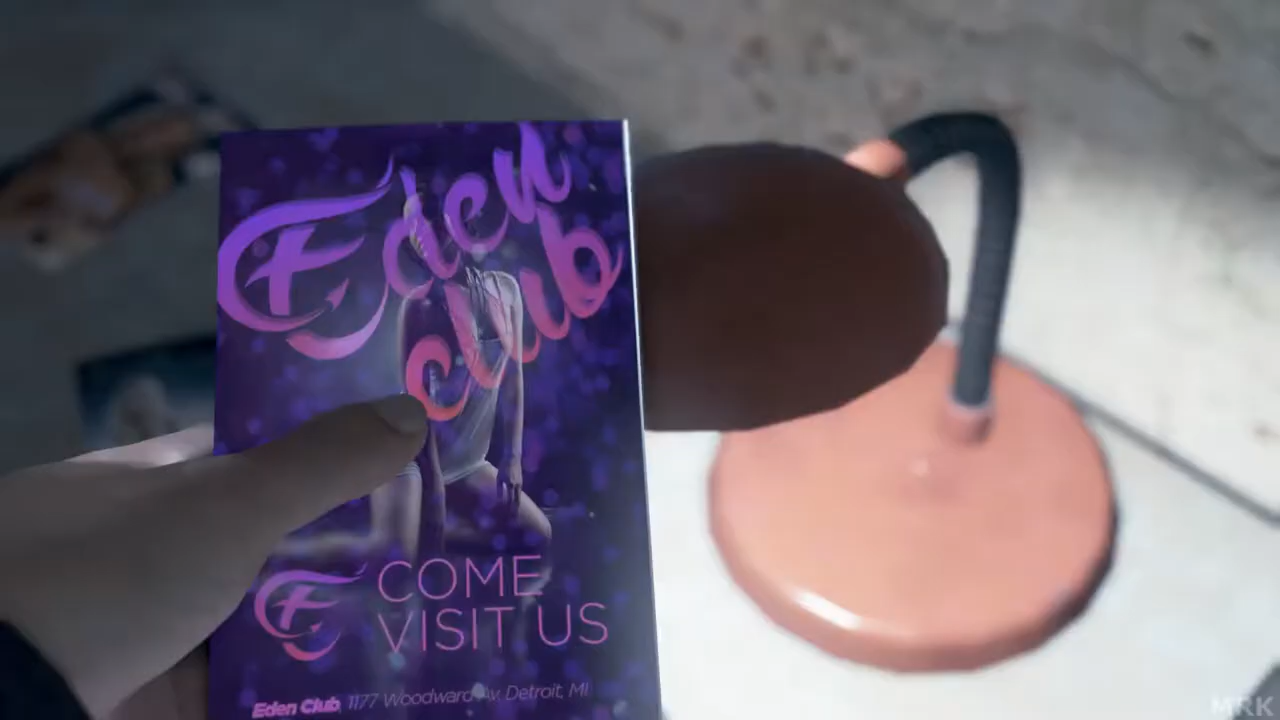 Eden
club
COME
VISIT US
Eden Club, 1177 Woodward Av. Detroit, MI
MRK